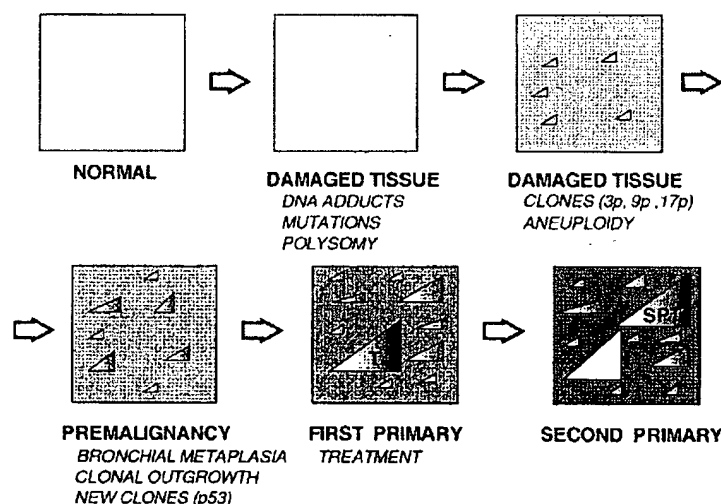 NORMAL
DAMAGED TISSUE
DNA ADDUCTS
MUTATIONS
POLYSOMY
DAMAGED TISSUE
CLONES (3p, 9p ,17p)
ANEUPLOIDY
PREMALIGNANCY
BRONCHIAL METAPLASIA
CLONAL OUTGROWTH
NEW CLONES (p53)
T
FIRST PRIMARY
TREATMENT
SPT
SECOND PRIMARY